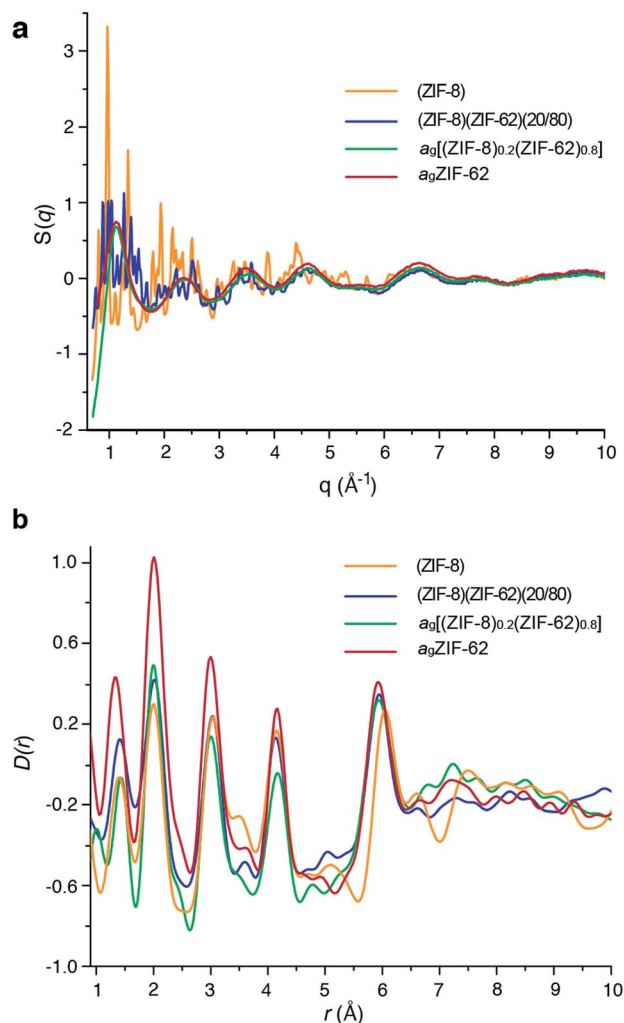 a
3
2
1
0
-1
-2
S(q)
(ZIF-8)
(ZIF-8)(ZIF-62)(20/80)
ag[(ZIF-8)0.2(ZIF-62)0.8]
agZIF-62
1 2 3 4 5 6 7 8 9 10
q (Å-1)
b
1.0
0.6
0.2
-0.2
-0.6
-1.0
D(r)
(ZIF-8)
(ZIF-8)(ZIF-62)(20/80)
ag[(ZIF-8)0.2(ZIF-62)0.8]
agZIF-62
1 2 3 4 5 6 7 8 9 10
r (Å)